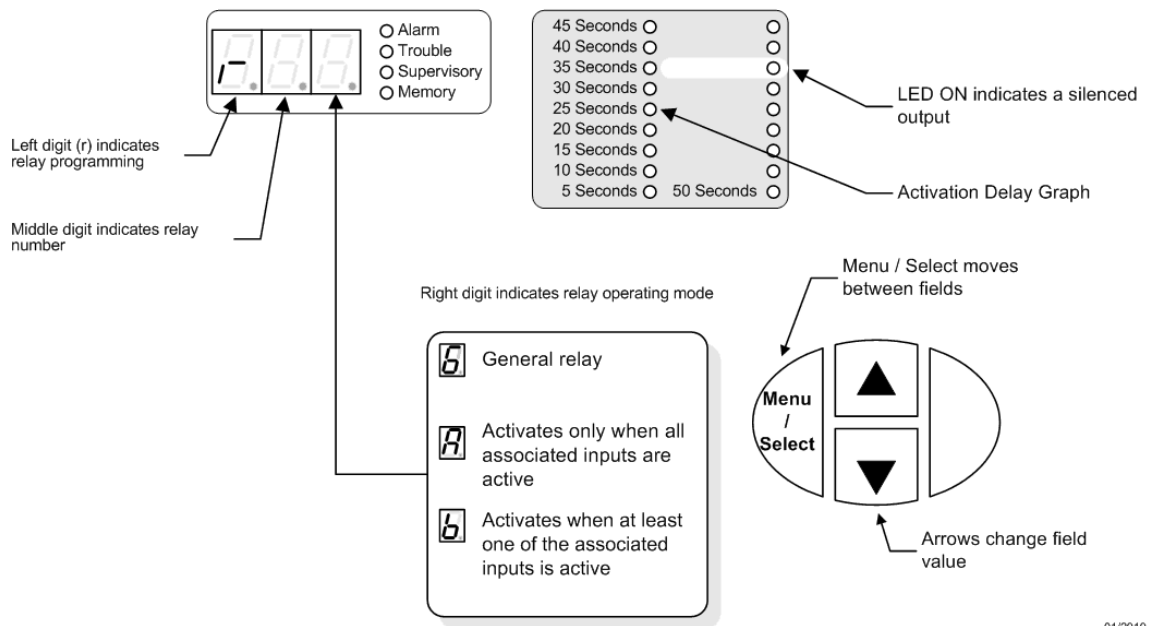 r
Alarm
Trouble
Supervisory
Memory
Left digit (r) indicates
relay programming
Middle digit indicates relay
number
45 Seconds
40 Seconds
35 Seconds
30 Seconds
25 Seconds
20 Seconds
15 Seconds
10 Seconds
5 Seconds 50 Seconds
LED ON indicates a silenced
output
Activation Delay Graph
Right digit indicates relay operating mode
G General relay
A Activates only when all
associated inputs are
active
b Activates when at least
one of the associated
inputs is active
Menu / Select moves
between fields
Menu
/
Select
Arrows change field
value